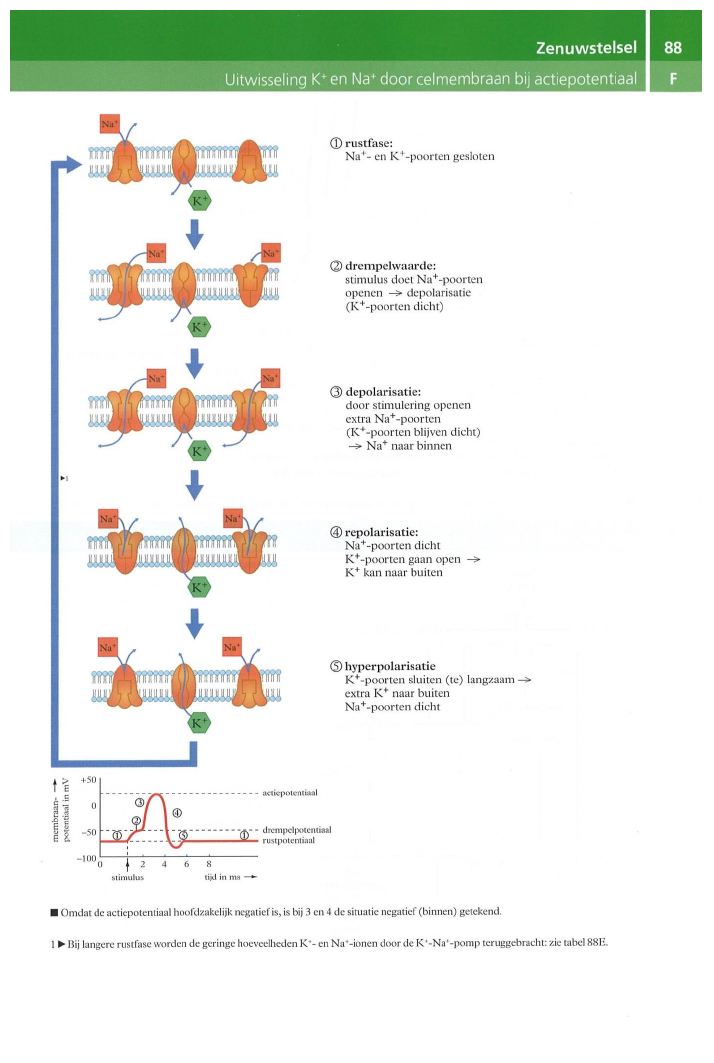 Zenuwstelsel 88
Uitwisseling K⁺ en Na⁺ door celmembraan bij actiepotentiaal F
Na⁺
K⁺
① rustfase:
Na⁺- en K⁺-poorten gesloten
Na⁺ Na⁺
K⁺
② drempelwaarde:
stimulus doet Na⁺-poorten
openen → depolarisatie
(K⁺-poorten dicht)
Na⁺ Na⁺
K⁺
③ depolarisatie:
door stimulering openen
extra Na⁺-poorten
(K⁺-poorten blijven dicht)
→ Na⁺ naar binnen
►1
Na⁺ Na⁺
K⁺
④ repolarisatie:
Na⁺-poorten dicht
K⁺-poorten gaan open →
K⁺ kan naar buiten
Na⁺ Na⁺
K⁺
⑤ hyperpolarisatie
K⁺-poorten sluiten (te) langzaam →
extra K⁺ naar buiten
Na⁺-poorten dicht
membraan-
potentiaal in mV
+50
0
−50
−100
① ② ③ ④ ⑤ ①
actiepotentiaal
drempelpotentiaal
rustpotentiaal
0 2 4 6 8
stimulus tijd in ms
■ Omdat de actiepotentiaal hoofdzakelijk negatief is, is bij 3 en 4 de situatie negatief (binnen) getekend.
1 ► Bij langere rustfase worden de geringe hoeveelheden K⁺- en Na⁺-ionen door de K⁺-Na⁺-pomp teruggebracht: zie tabel 88E.